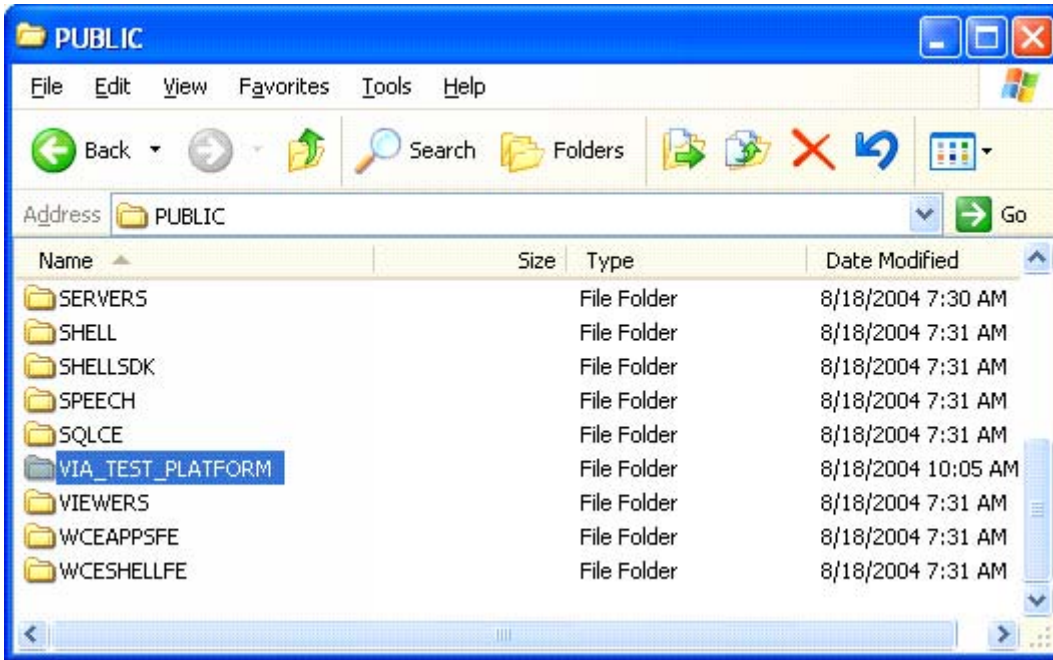 PUBLIC
File Edit View Favorites Tools Help
Back Search Folders
Address PUBLIC Go
Name Size Type Date Modified
SERVERS File Folder 8/18/2004 7:30 AM
SHELL File Folder 8/18/2004 7:31 AM
SHELLSDK File Folder 8/18/2004 7:31 AM
SPEECH File Folder 8/18/2004 7:31 AM
SQLCE File Folder 8/18/2004 7:31 AM
VIA_TEST_PLATFORM File Folder 8/18/2004 10:05 AM
VIEWERS File Folder 8/18/2004 7:31 AM
WCEAPPSFE File Folder 8/18/2004 7:31 AM
WCESHELLFE File Folder 8/18/2004 7:31 AM